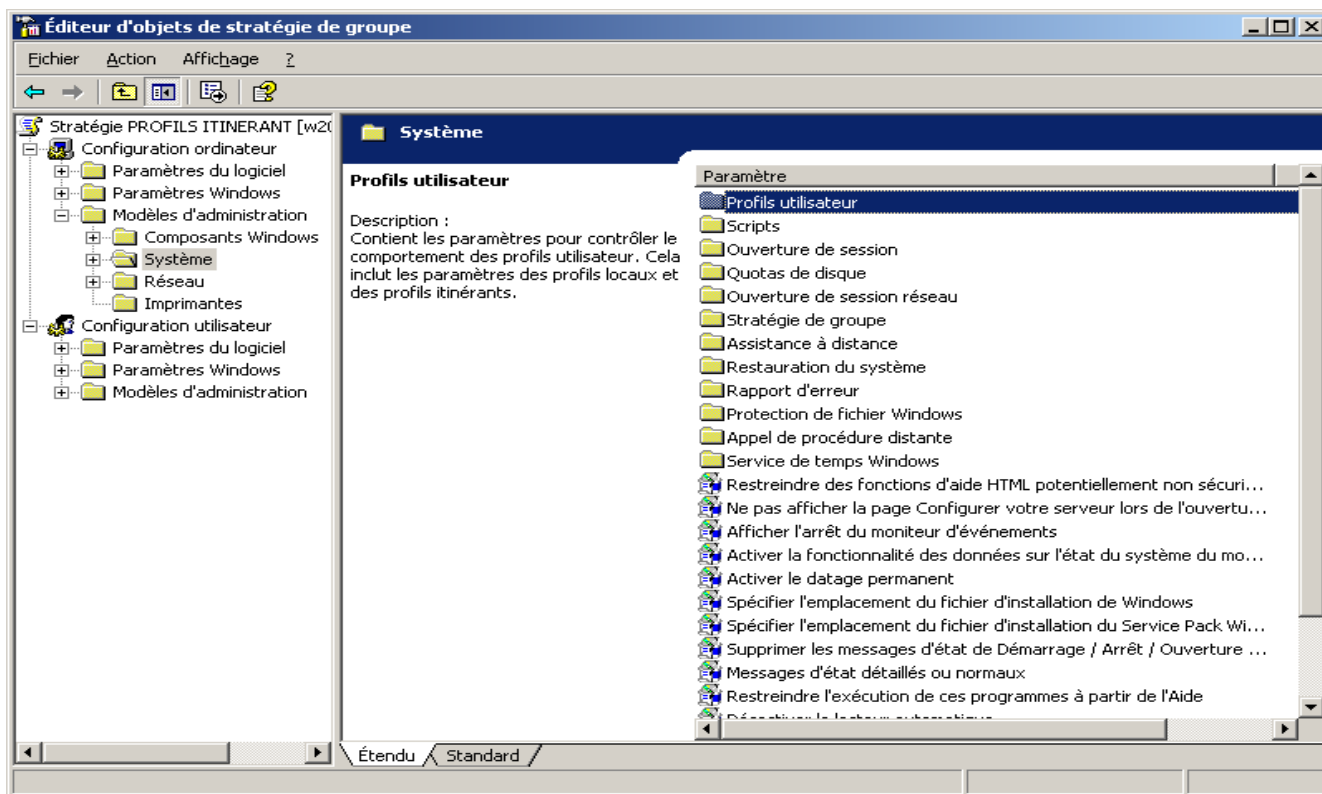 Éditeur d'objets de stratégie de groupe
Fichier Action Affichage ?
Stratégie PROFILS ITINERANT [w20
Configuration ordinateur
Paramètres du logiciel
Paramètres Windows
Modèles d'administration
Composants Windows
Système
Réseau
Imprimantes
Configuration utilisateur
Paramètres du logiciel
Paramètres Windows
Modèles d'administration
Système
Profils utilisateur
Description :
Contient les paramètres pour contrôler le
comportement des profils utilisateur. Cela
inclut les paramètres des profils locaux et
des profils itinérants.
Paramètre
Profils utilisateur
Scripts
Ouverture de session
Quotas de disque
Ouverture de session réseau
Stratégie de groupe
Assistance à distance
Restauration du système
Rapport d'erreur
Protection de fichier Windows
Appel de procédure distante
Service de temps Windows
Restreindre des fonctions d'aide HTML potentiellement non sécuri...
Ne pas afficher la page Configurer votre serveur lors de l'ouvertu...
Afficher l'arrêt du moniteur d'événements
Activer la fonctionnalité des données sur l'état du système du mo...
Activer le datage permanent
Spécifier l'emplacement du fichier d'installation de Windows
Spécifier l'emplacement du fichier d'installation du Service Pack Wi...
Supprimer les messages d'état de Démarrage / Arrêt / Ouverture ...
Messages d'état détaillés ou normaux
Restreindre l'exécution de ces programmes à partir de l'Aide
Étendu Standard